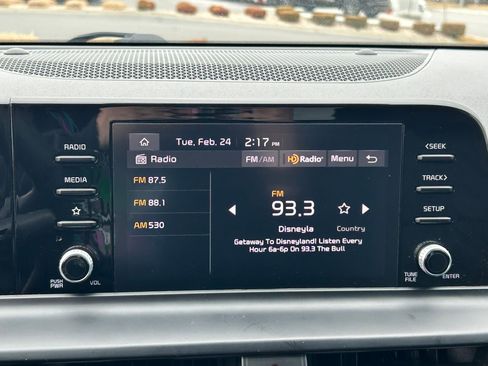 Tue, Feb. 24 2:17 PM
RADIO
<SEEK
Radio FM/AM HD Radio Menu
MEDIA
FM 87.5
TRACK>
FM
FM 88.1
93.3
SETUP
AM 530
Disneyla Country
Getaway To Disneyland! Listen Every
Hour 6a-6p On 93.3 The Bull
PUSH PWR VOL
TUNE FILE ENTER